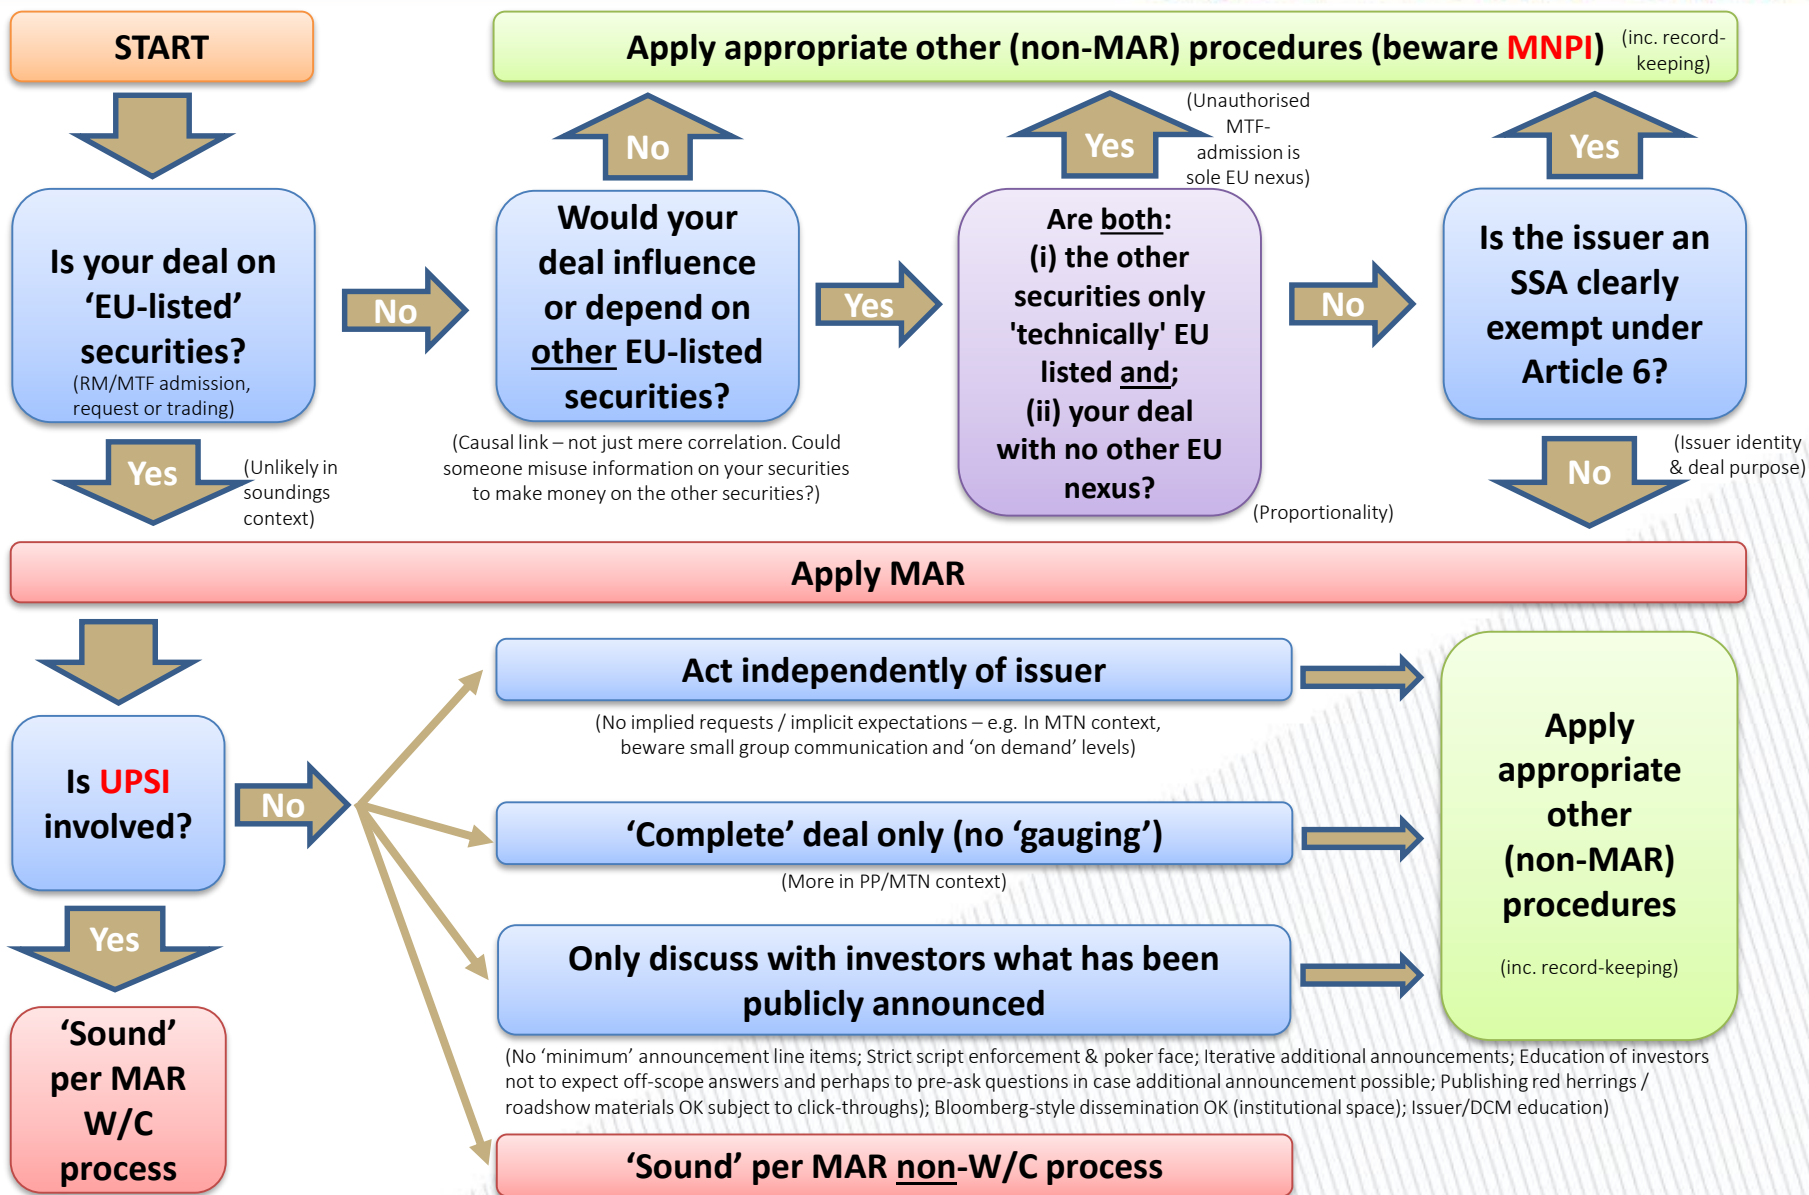 START
Apply appropriate other (non-MAR) procedures (beware MNPI)
(inc. record-
keeping)
No
Yes
(Unauthorised
MTF-
admission is
sole EU nexus)
Yes
Is your deal on
‘EU-listed’
securities?
(RM/MTF admission,
request or trading)
No
Would your
deal influence
or depend on
other EU-listed
securities?
(Causal link – not just mere correlation. Could
someone misuse information on your securities
to make money on the other securities?)
Yes
Are both:
(i) the other
securities only
'technically' EU
listed and;
(ii) your deal
with no other EU
nexus?
(Proportionality)
No
Is the issuer an
SSA clearly
exempt under
Article 6?
Yes
(Unlikely in
soundings
context)
No
(Issuer identity
& deal purpose)
Apply MAR
Is UPSI
involved?
No
Yes
‘Sound’
per MAR
W/C
process
Act independently of issuer
(No implied requests / implicit expectations – e.g. In MTN context,
beware small group communication and ‘on demand’ levels)
‘Complete’ deal only (no ‘gauging’)
(More in PP/MTN context)
Only discuss with investors what has been
publicly announced
(No ‘minimum’ announcement line items; Strict script enforcement & poker face; Iterative additional announcements; Education of investors
not to expect off-scope answers and perhaps to pre-ask questions in case additional announcement possible; Publishing red herrings /
roadshow materials OK subject to click-throughs); Bloomberg-style dissemination OK (institutional space); Issuer/DCM education)
‘Sound’ per MAR non-W/C process
Apply
appropriate
other
(non-MAR)
procedures
(inc. record-keeping)